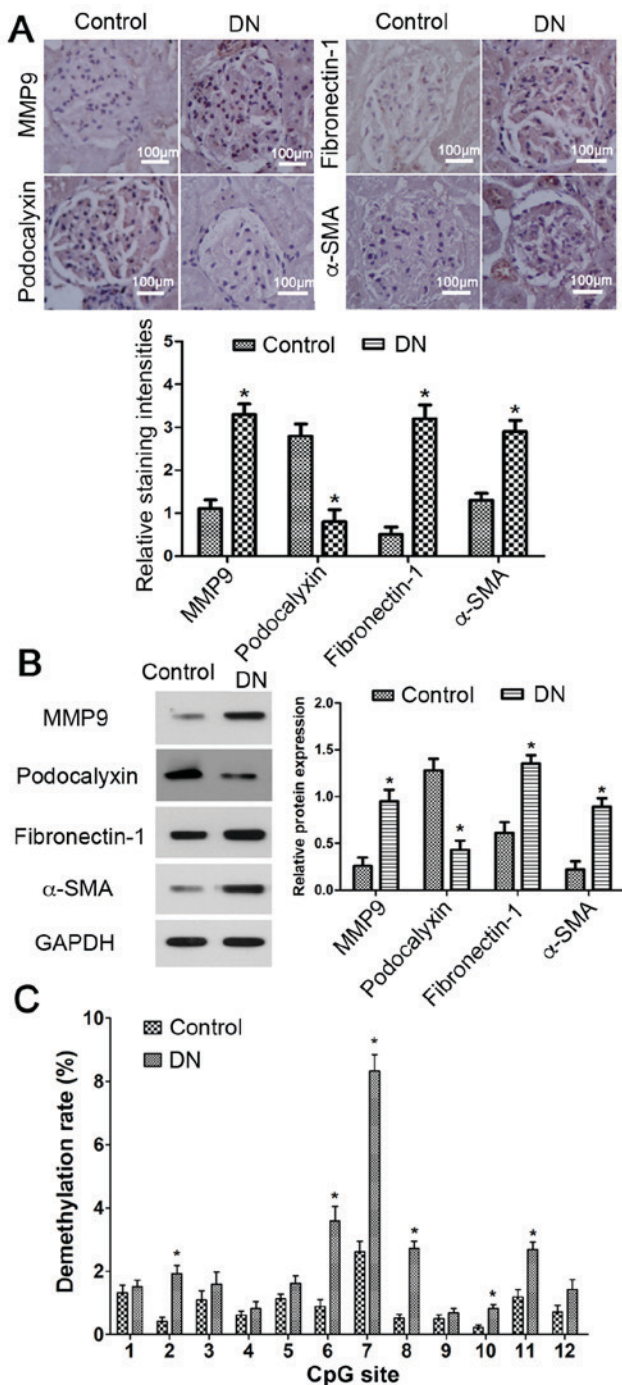 A
Control
DN
Control
DN
MMP9
100μm
100μm
Fibronectin-1
100μm
100μm
Podocalyxin
100μm
100μm
α-SMA
100μm
100μm
Control
DN
Relative staining intensities
5
4
3
2
1
0
*
*
*
*
MMP9
Podocalyxin
Fibronectin-1
α-SMA
B
Control
DN
MMP9
Podocalyxin
Fibronectin-1
α-SMA
GAPDH
Control
DN
Relative protein expression
2.0
1.5
1.0
0.5
0.0
*
*
*
*
MMP9
Podocalyxin
Fibronectin-1
α-SMA
C
Control
DN
Demethylation rate (%)
10
8
6
4
2
0
*
*
*
*
*
*
1 2 3 4 5 6 7 8 9 10 11 12
CpG site